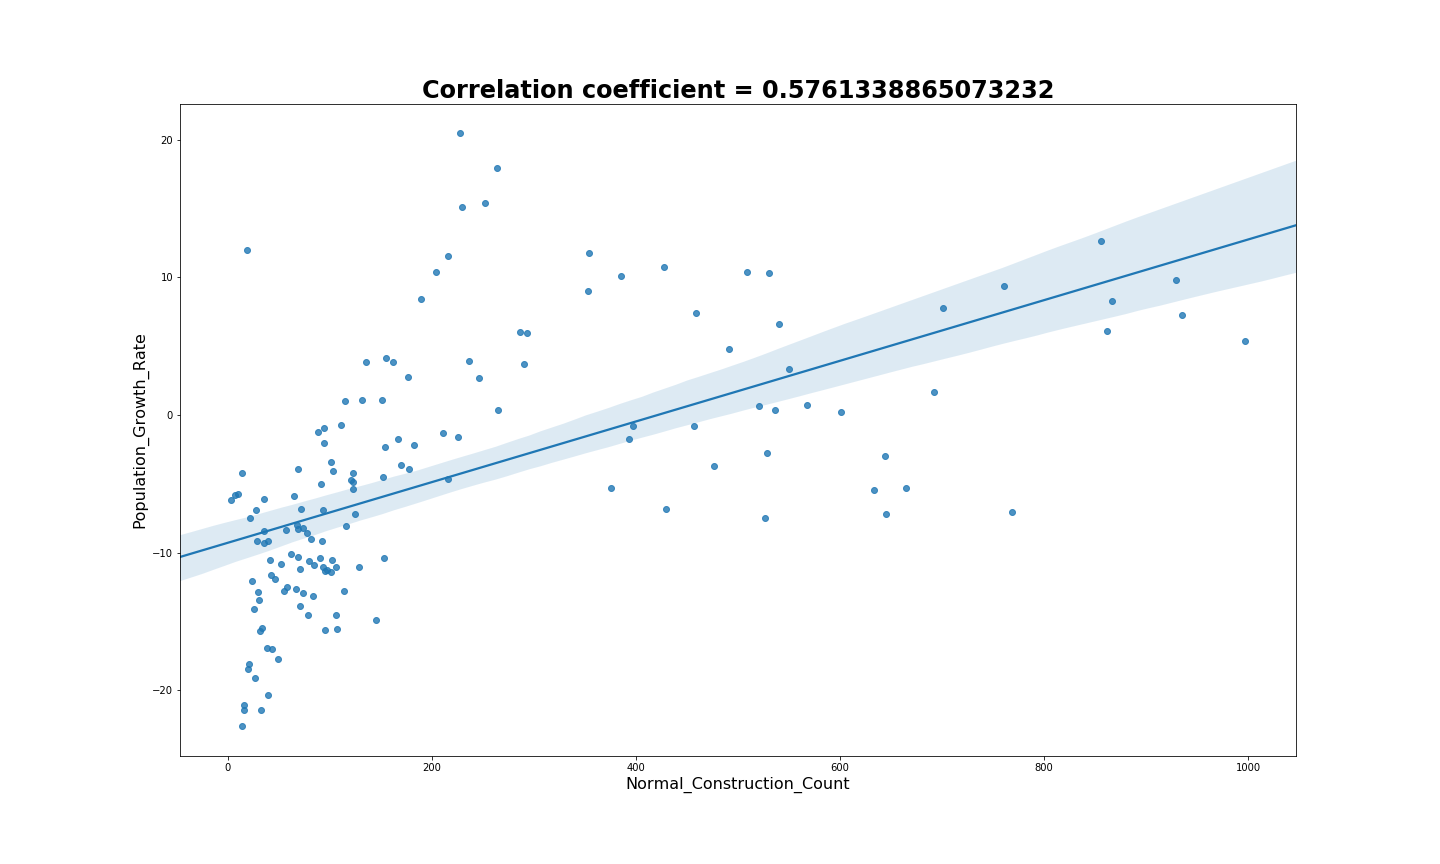 Correlation coefficient = 0.5761338865073232
20
10
0
−10
−20
Population_Growth_Rate
0 200 400 600 800 1000
Normal_Construction_Count